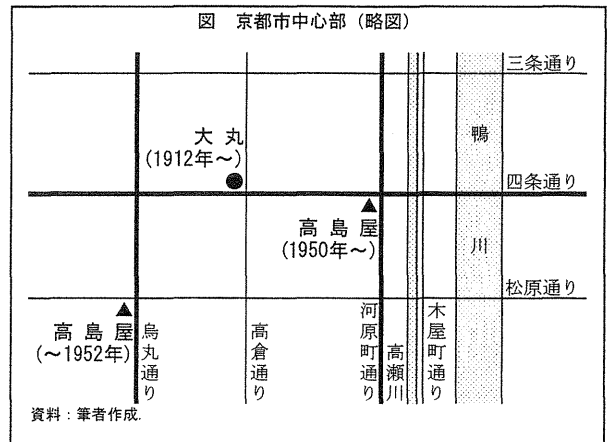 図　京都市中心部（略図）
三条通り
大丸
(1912年～)
鴨川
四条通り
高島屋
(1950年～)
松原通り
高島屋
(～1952年)
烏丸通り
高倉通り
河原町通り
高瀬川
木屋町通り
資料：筆者作成.